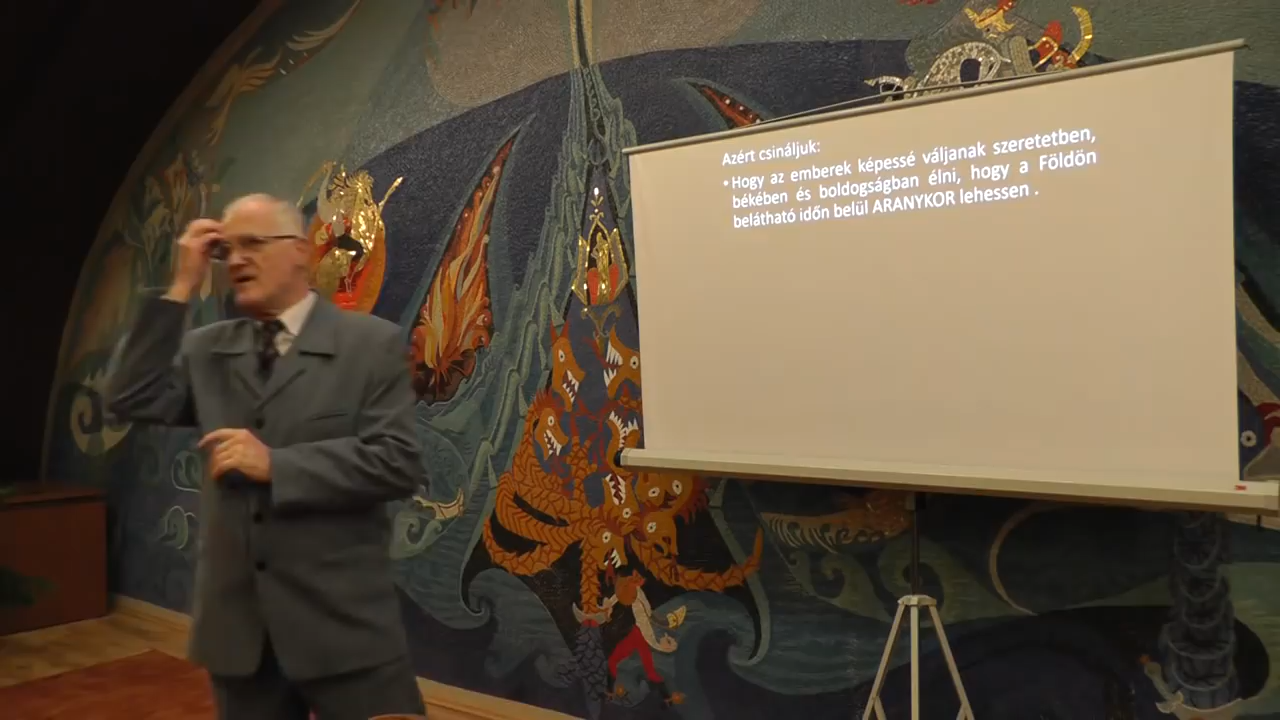 Azért csináljuk:
• Hogy az emberek képessé váljanak szeretetben,
békében és boldogságban élni, hogy a Földön
belátható időn belül ARANYKOR lehessen .